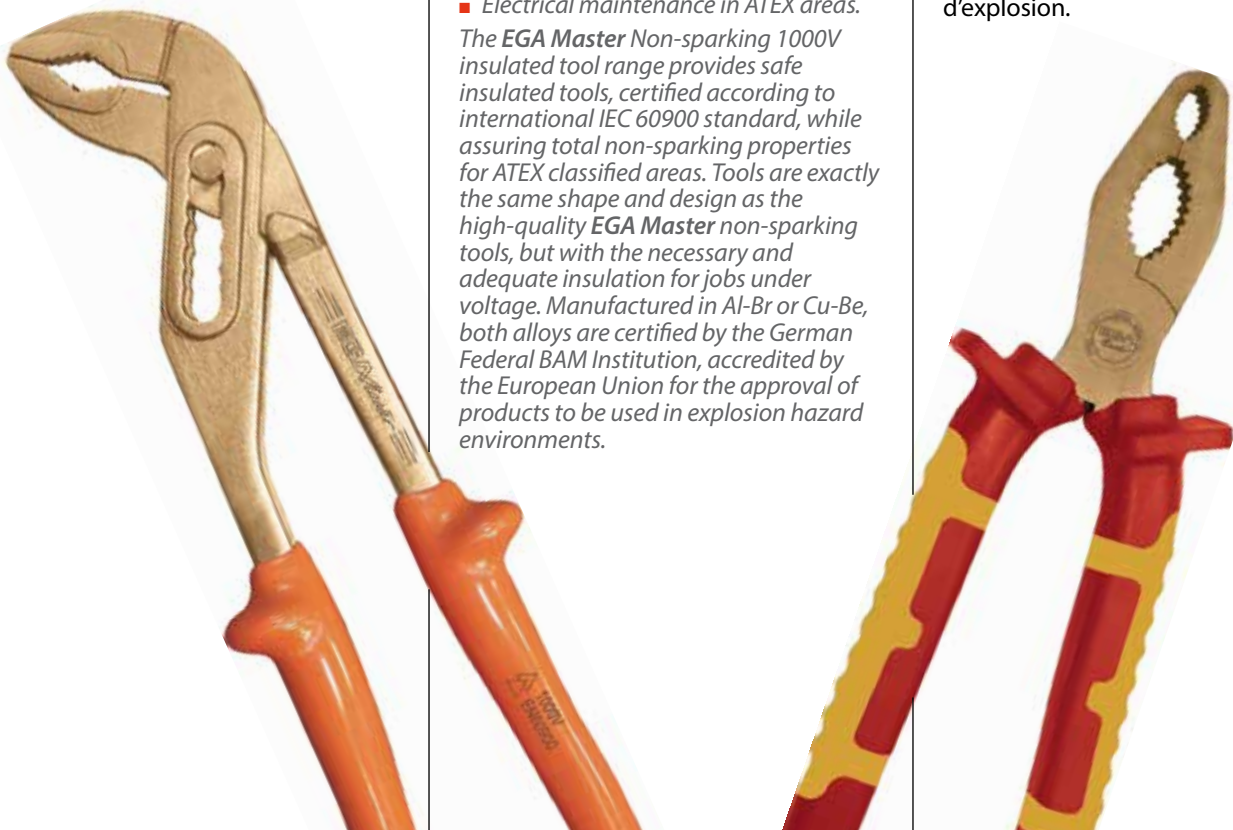 Electrical maintenance in ATEX areas.
The EGA Master Non-sparking 1000V
insulated tool range provides safe
insulated tools, certified according to
international IEC 60900 standard, while
assuring total non-sparking properties
for ATEX classified areas. Tools are exactly
the same shape and design as the
high-quality EGA Master non-sparking
tools, but with the necessary and
adequate insulation for jobs under
voltage. Manufactured in Al-Br or Cu-Be,
both alloys are certified by the German
Federal BAM Institution, accredited by
the European Union for the approval of
products to be used in explosion hazard
environments.
d’explosion.
EGA Master
1000V